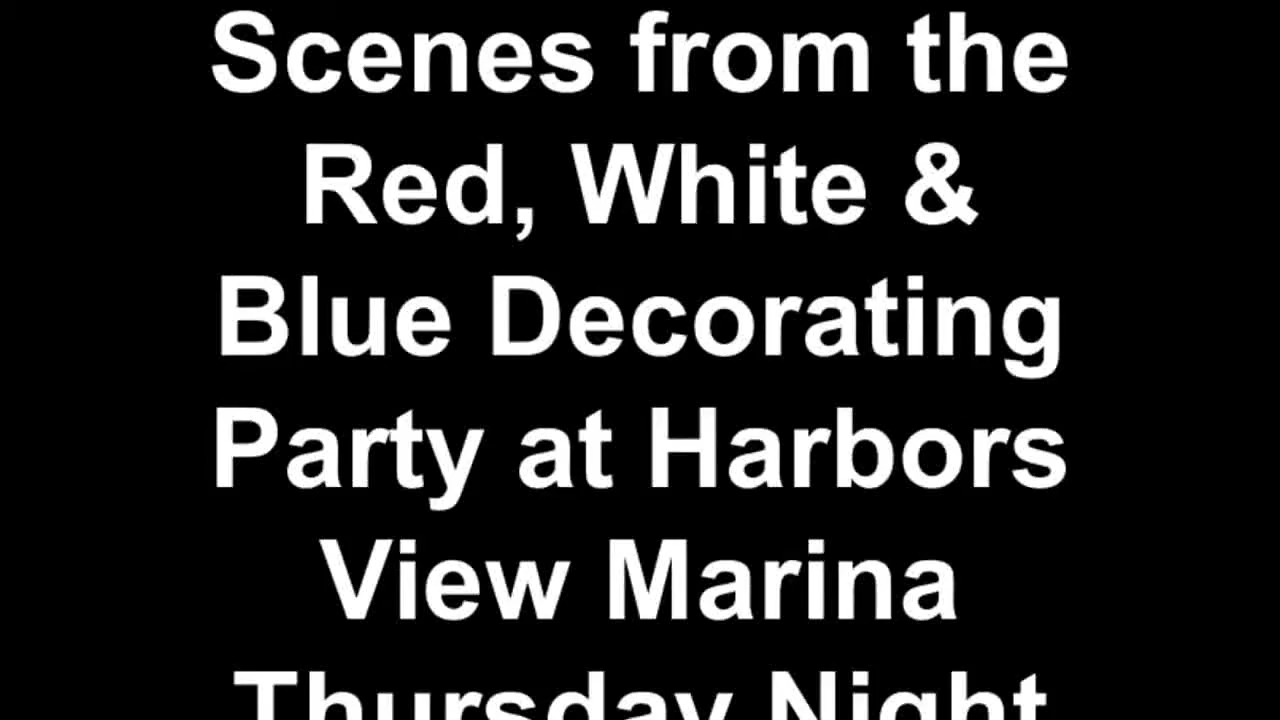 Scenes from the
Red, White &
Blue Decorating
Party at Harbors
View Marina
Thursday Night